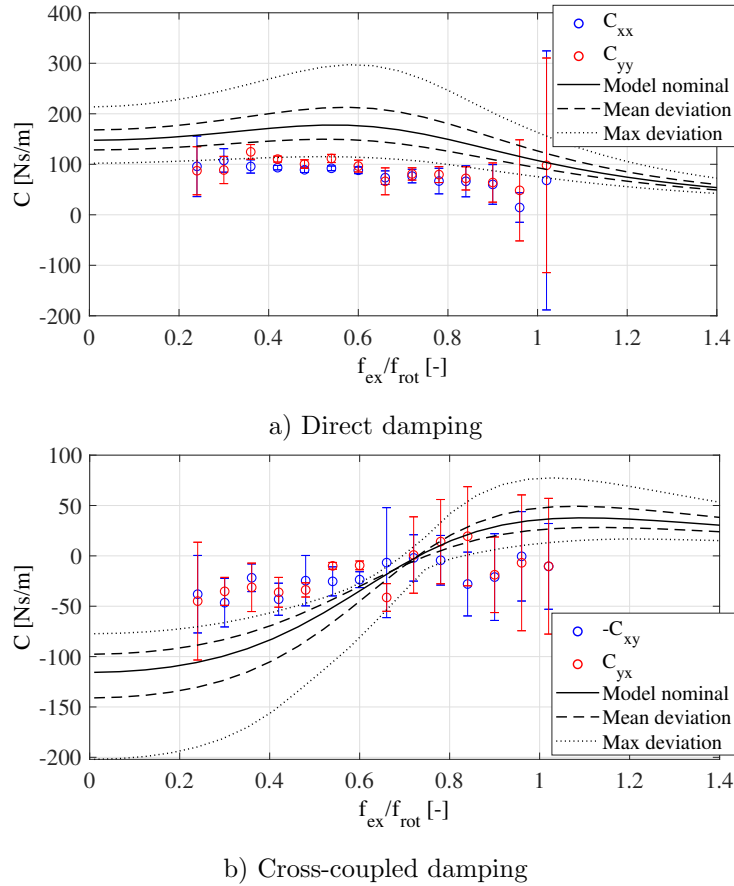 400
300
200
100
0
-100
-200
C [Ns/m]
C_xx
C_yy
Model nominal
Mean deviation
Max deviation
0 0.2 0.4 0.6 0.8 1 1.2 1.4
f_ex/f_rot [-]
a) Direct damping
100
50
0
-50
-100
-150
-200
C [Ns/m]
-C_xy
C_yx
Model nominal
Mean deviation
Max deviation
0 0.2 0.4 0.6 0.8 1 1.2 1.4
f_ex/f_rot [-]
b) Cross-coupled damping